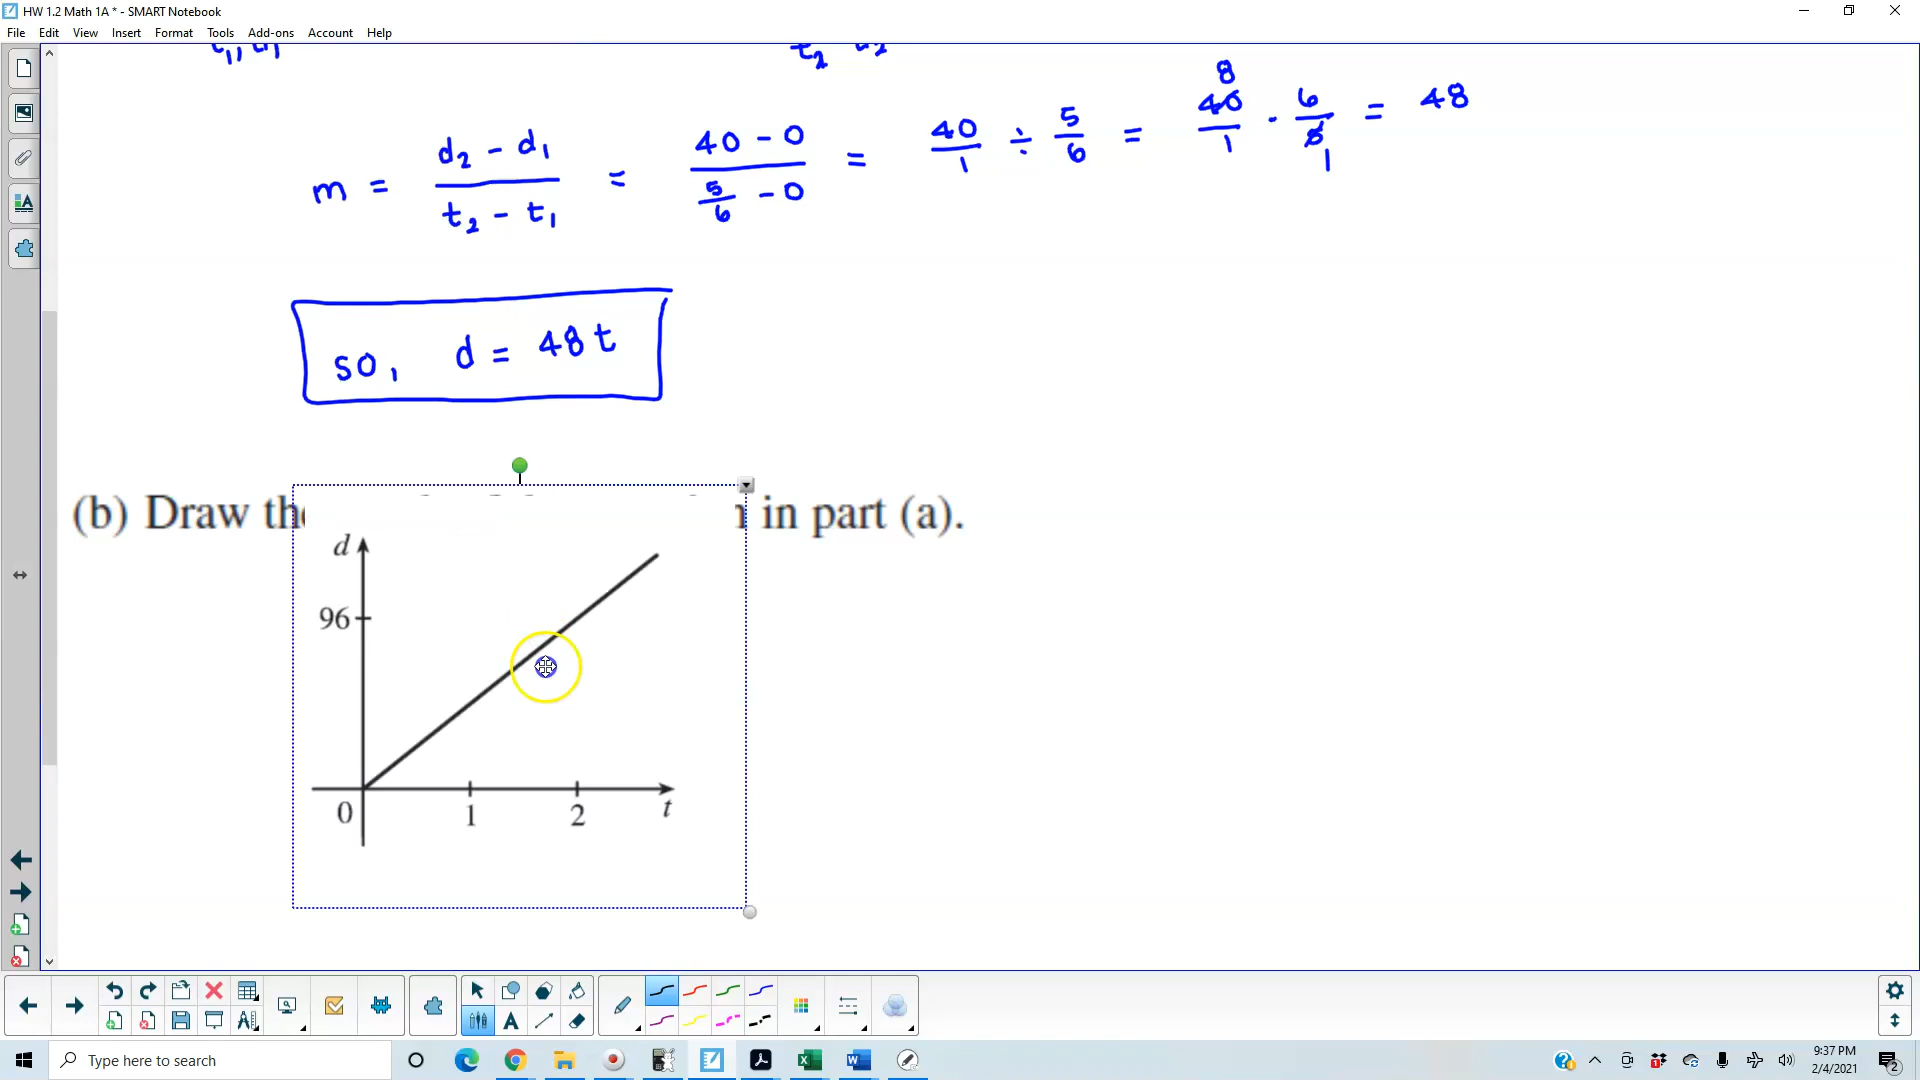 HW 1.2 Math 1A * - SMART Notebook
File Edit View Insert Format Tools Add-ons Account Help
m = d2 - d1 / t2 - t1 = 40 - 0 / 5/6 - 0 = 40/1 ÷ 5/6 = 8 40/1 · 6/5 1 = 48
so, d = 48t
(b) Draw the in part (a).
d
96
0 1 2 t
Type here to search
9:37 PM
2/4/2021